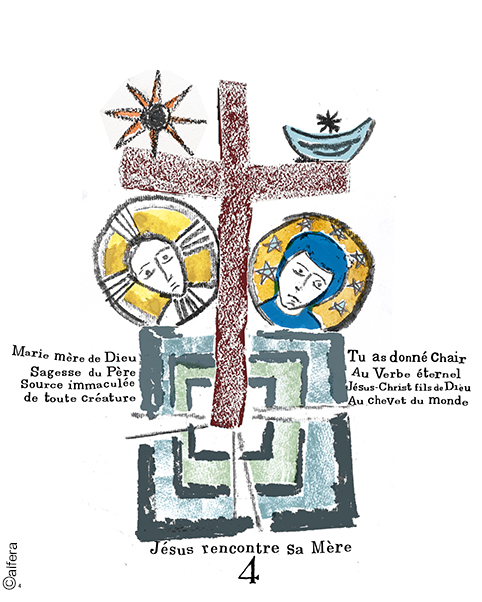 Marie mère de Dieu
Sagesse du Père
Source immaculée
de toute créature
Tu as donné Chair
Au Verbe éternel
Jésus-Christ fils de Dieu
Au chevet du monde
Jésus rencontre sa Mère
4
©alfera
4